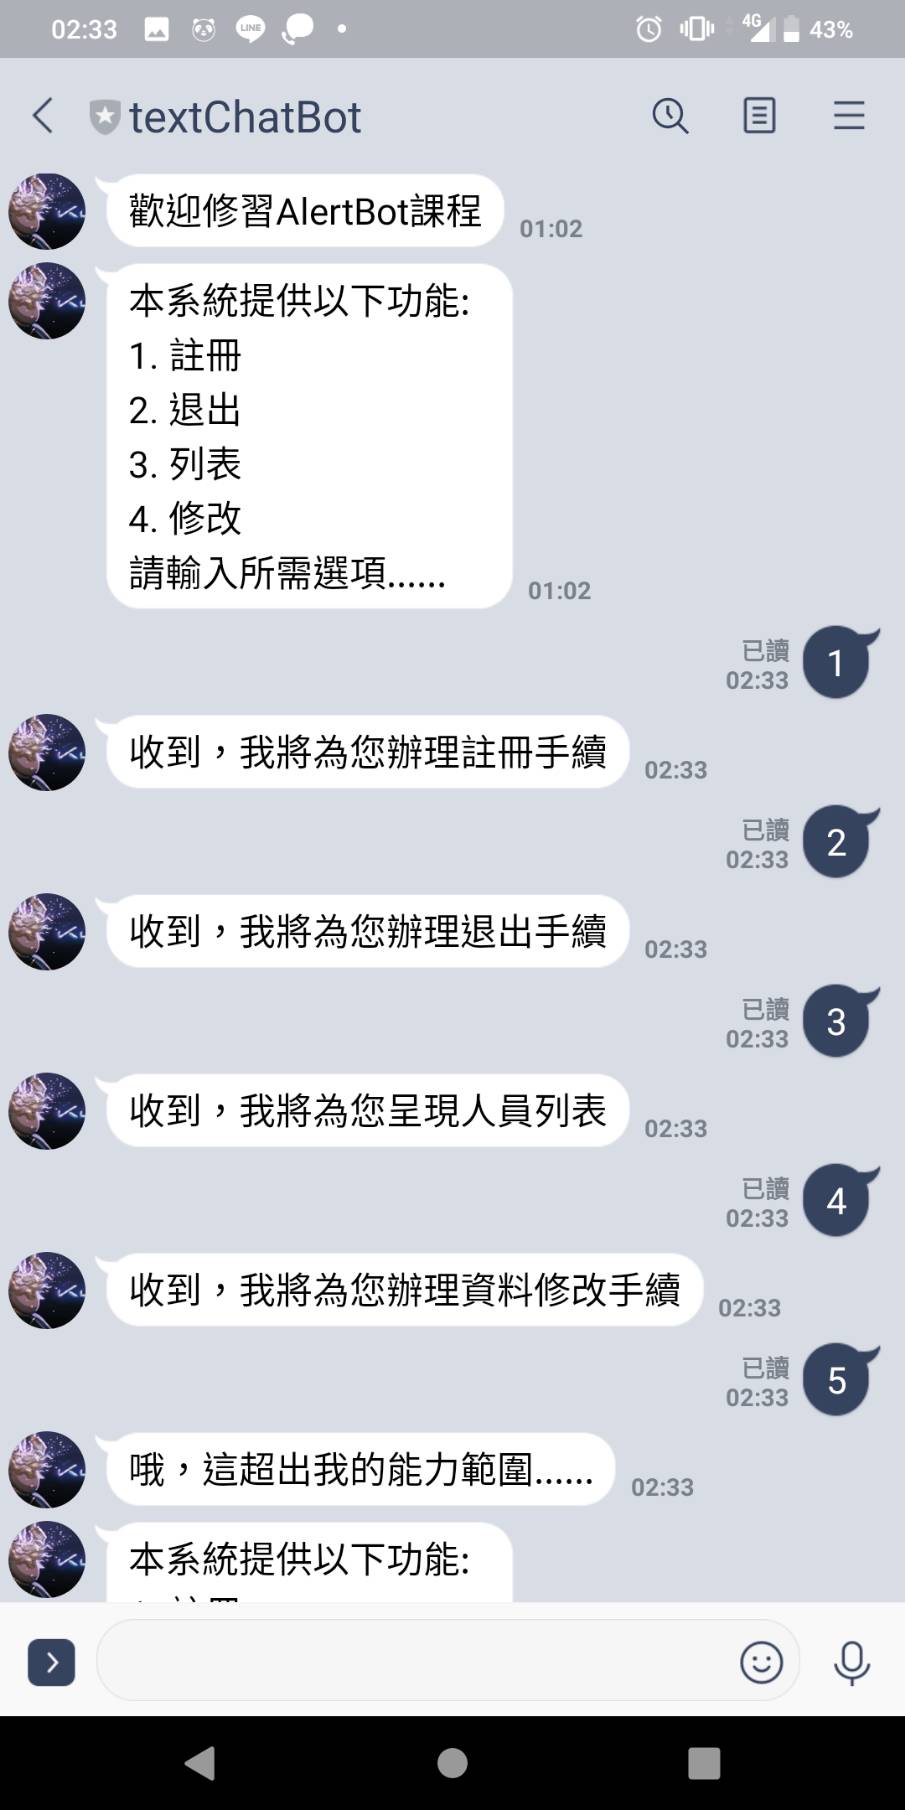 02:33
LINE
4G
43%
textChatBot
歡迎修習AlertBot課程
01:02
本系統提供以下功能:
1. 註冊
2. 退出
3. 列表
4. 修改
請輸入所需選項......
01:02
已讀
02:33
1
收到，我將為您辦理註冊手續
02:33
已讀
02:33
2
收到，我將為您辦理退出手續
02:33
已讀
02:33
3
收到，我將為您呈現人員列表
02:33
已讀
02:33
4
收到，我將為您辦理資料修改手續
02:33
已讀
02:33
5
哦，這超出我的能力範圍......
02:33
本系統提供以下功能: